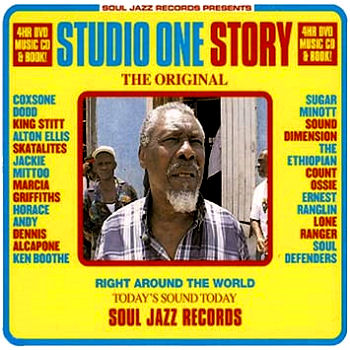 SOUL JAZZ RECORDS PRESENTS
4HR DVD
MUSIC CD
& BOOK!
STUDIO ONE STORY
4HR DVD
MUSIC CD
& BOOK!
THE ORIGINAL
COXSONE
DODD
KING STITT
ALTON ELLIS
SKATALITES
JACKIE
MITTOO
MARCIA
GRIFFITHS
HORACE
ANDY
DENNIS
ALCAPONE
KEN BOOTHE
SUGAR
MINOTT
SOUND
DIMENSION
THE
ETHIOPIAN
COUNT
OSSIE
ERNEST
RANGLIN
LONE
RANGER
SOUL
DEFENDERS
RIGHT AROUND THE WORLD
TODAY'S SOUND TODAY
SOUL JAZZ RECORDS